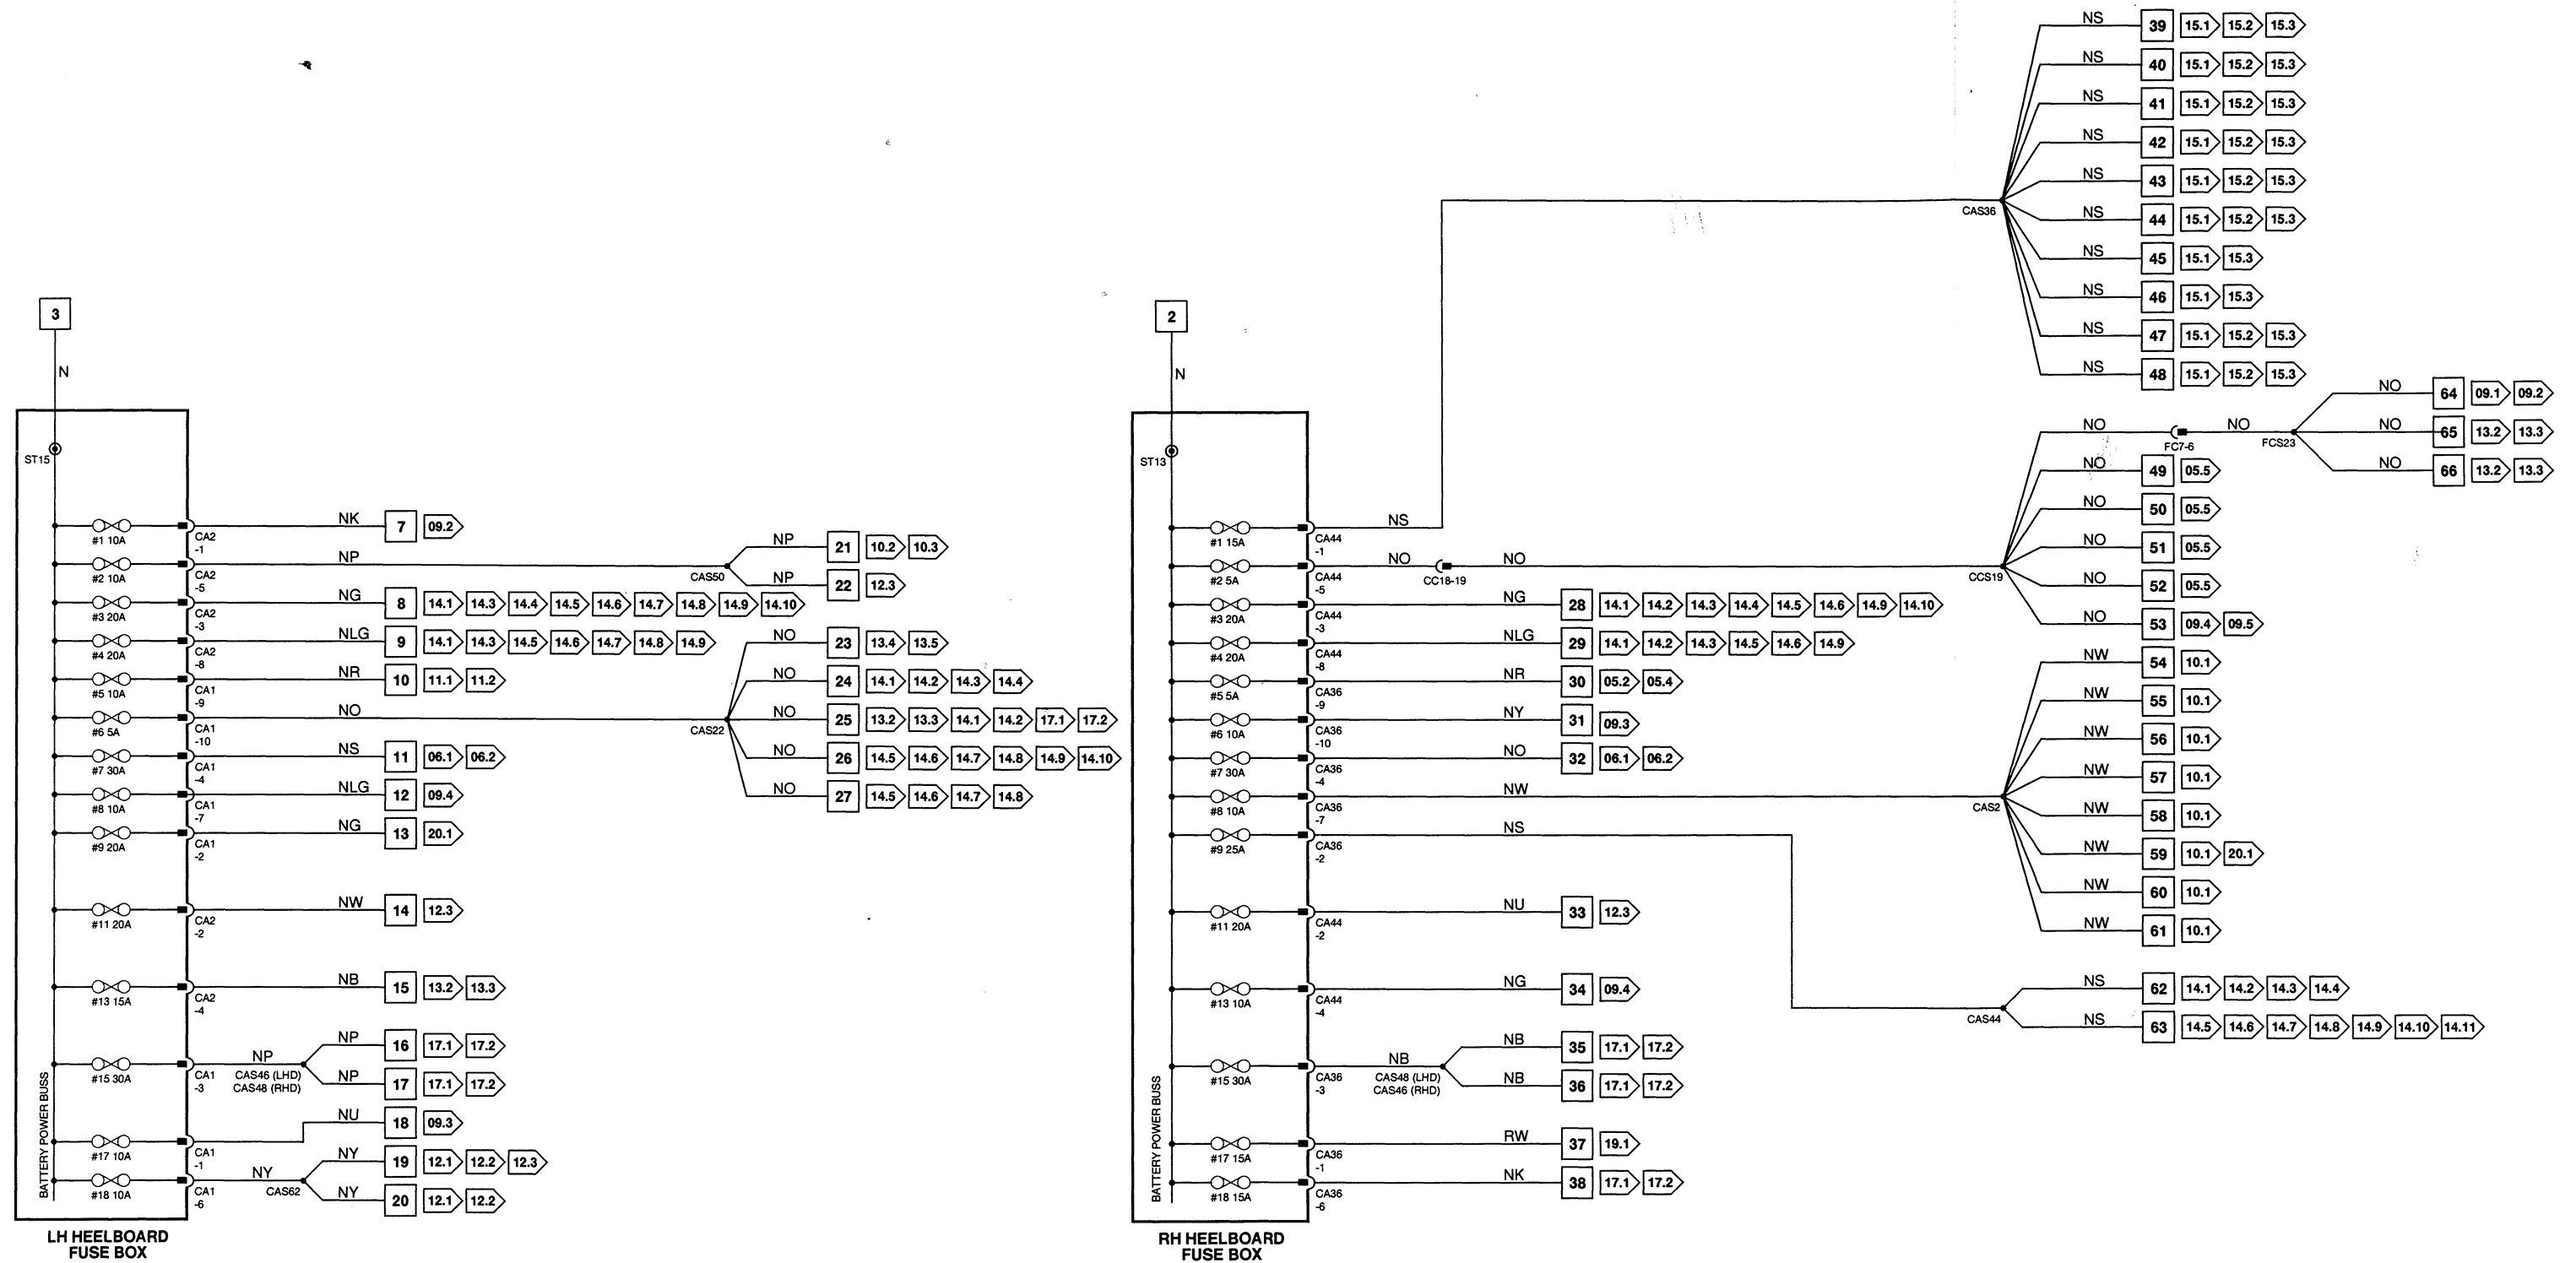 3
N
ST15
#1 10A CA2 -1 NK 7 09.2
#2 10A CA2 -5 NP CAS50
NP 21 10.2 10.3
NP 22 12.3
#3 20A CA2 -3 NG 8 14.1 14.3 14.4 14.5 14.6 14.7 14.8 14.9 14.10
#4 20A CA2 -8 NLG 9 14.1 14.3 14.5 14.6 14.7 14.8 14.9
#5 10A CA1 -9 NR 10 11.1 11.2
#6 5A CA1 -10 NO CAS22
NO 23 13.4 13.5
NO 24 14.1 14.2 14.3 14.4
NO 25 13.2 13.3 14.1 14.2 17.1 17.2
NO 26 14.5 14.6 14.7 14.8 14.9 14.10
NO 27 14.5 14.6 14.7 14.8
#7 30A CA1 -4 NS 11 06.1 06.2
#8 10A CA1 -7 NLG 12 09.4
#9 20A CA1 -2 NG 13 20.1
#11 20A CA2 -2 NW 14 12.3
#13 15A CA2 -4 NB 15 13.2 13.3
#15 30A CA1 -3 NP
CAS46 (LHD)
CAS48 (RHD)
NP 16 17.1 17.2
NP 17 17.1 17.2
#17 10A CA1 -1 NU 18 09.3
#18 10A CA1 -6 NY CAS62
NY 19 12.1 12.2 12.3
NY 20 12.1 12.2
BATTERY POWER BUSS
LH HEELBOARD
FUSE BOX
2
N
ST13
#1 15A CA44 -1 NS CAS36
NS 39 15.1 15.2 15.3
NS 40 15.1 15.2 15.3
NS 41 15.1 15.2 15.3
NS 42 15.1 15.2 15.3
NS 43 15.1 15.2 15.3
NS 44 15.1 15.2 15.3
NS 45 15.1 15.3
NS 46 15.1 15.3
NS 47 15.1 15.2 15.3
NS 48 15.1 15.2 15.3
#2 5A CA44 -5 NO CC18-19 NO CCS19
NO FC7-6 NO FCS23
NO 64 09.1 09.2
NO 65 13.2 13.3
NO 66 13.2 13.3
NO 49 05.5
NO 50 05.5
NO 51 05.5
NO 52 05.5
NO 53 09.4 09.5
#3 20A CA44 -3 NG 28 14.1 14.2 14.3 14.4 14.5 14.6 14.9 14.10
#4 20A CA44 -8 NLG 29 14.1 14.2 14.3 14.5 14.6 14.9
#5 5A CA36 -9 NR 30 05.2 05.4
#6 10A CA36 -10 NY 31 09.3
#7 30A CA36 -4 NO 32 06.1 06.2
#8 10A CA36 -7 NW CAS2
NW 54 10.1
NW 55 10.1
NW 56 10.1
NW 57 10.1
NW 58 10.1
NW 59 10.1 20.1
NW 60 10.1
NW 61 10.1
#9 25A CA36 -2 NS CAS44
NS 62 14.1 14.2 14.3 14.4
NS 63 14.5 14.6 14.7 14.8 14.9 14.10 14.11
#11 20A CA44 -2 NU 33 12.3
#13 10A CA44 -4 NG 34 09.4
#15 30A CA36 -3 NB
CAS48 (LHD)
CAS46 (RHD)
NB 35 17.1 17.2
NB 36 17.1 17.2
#17 15A CA36 -1 RW 37 19.1
#18 15A CA36 -6 NK 38 17.1 17.2
BATTERY POWER BUSS
RH HEELBOARD
FUSE BOX